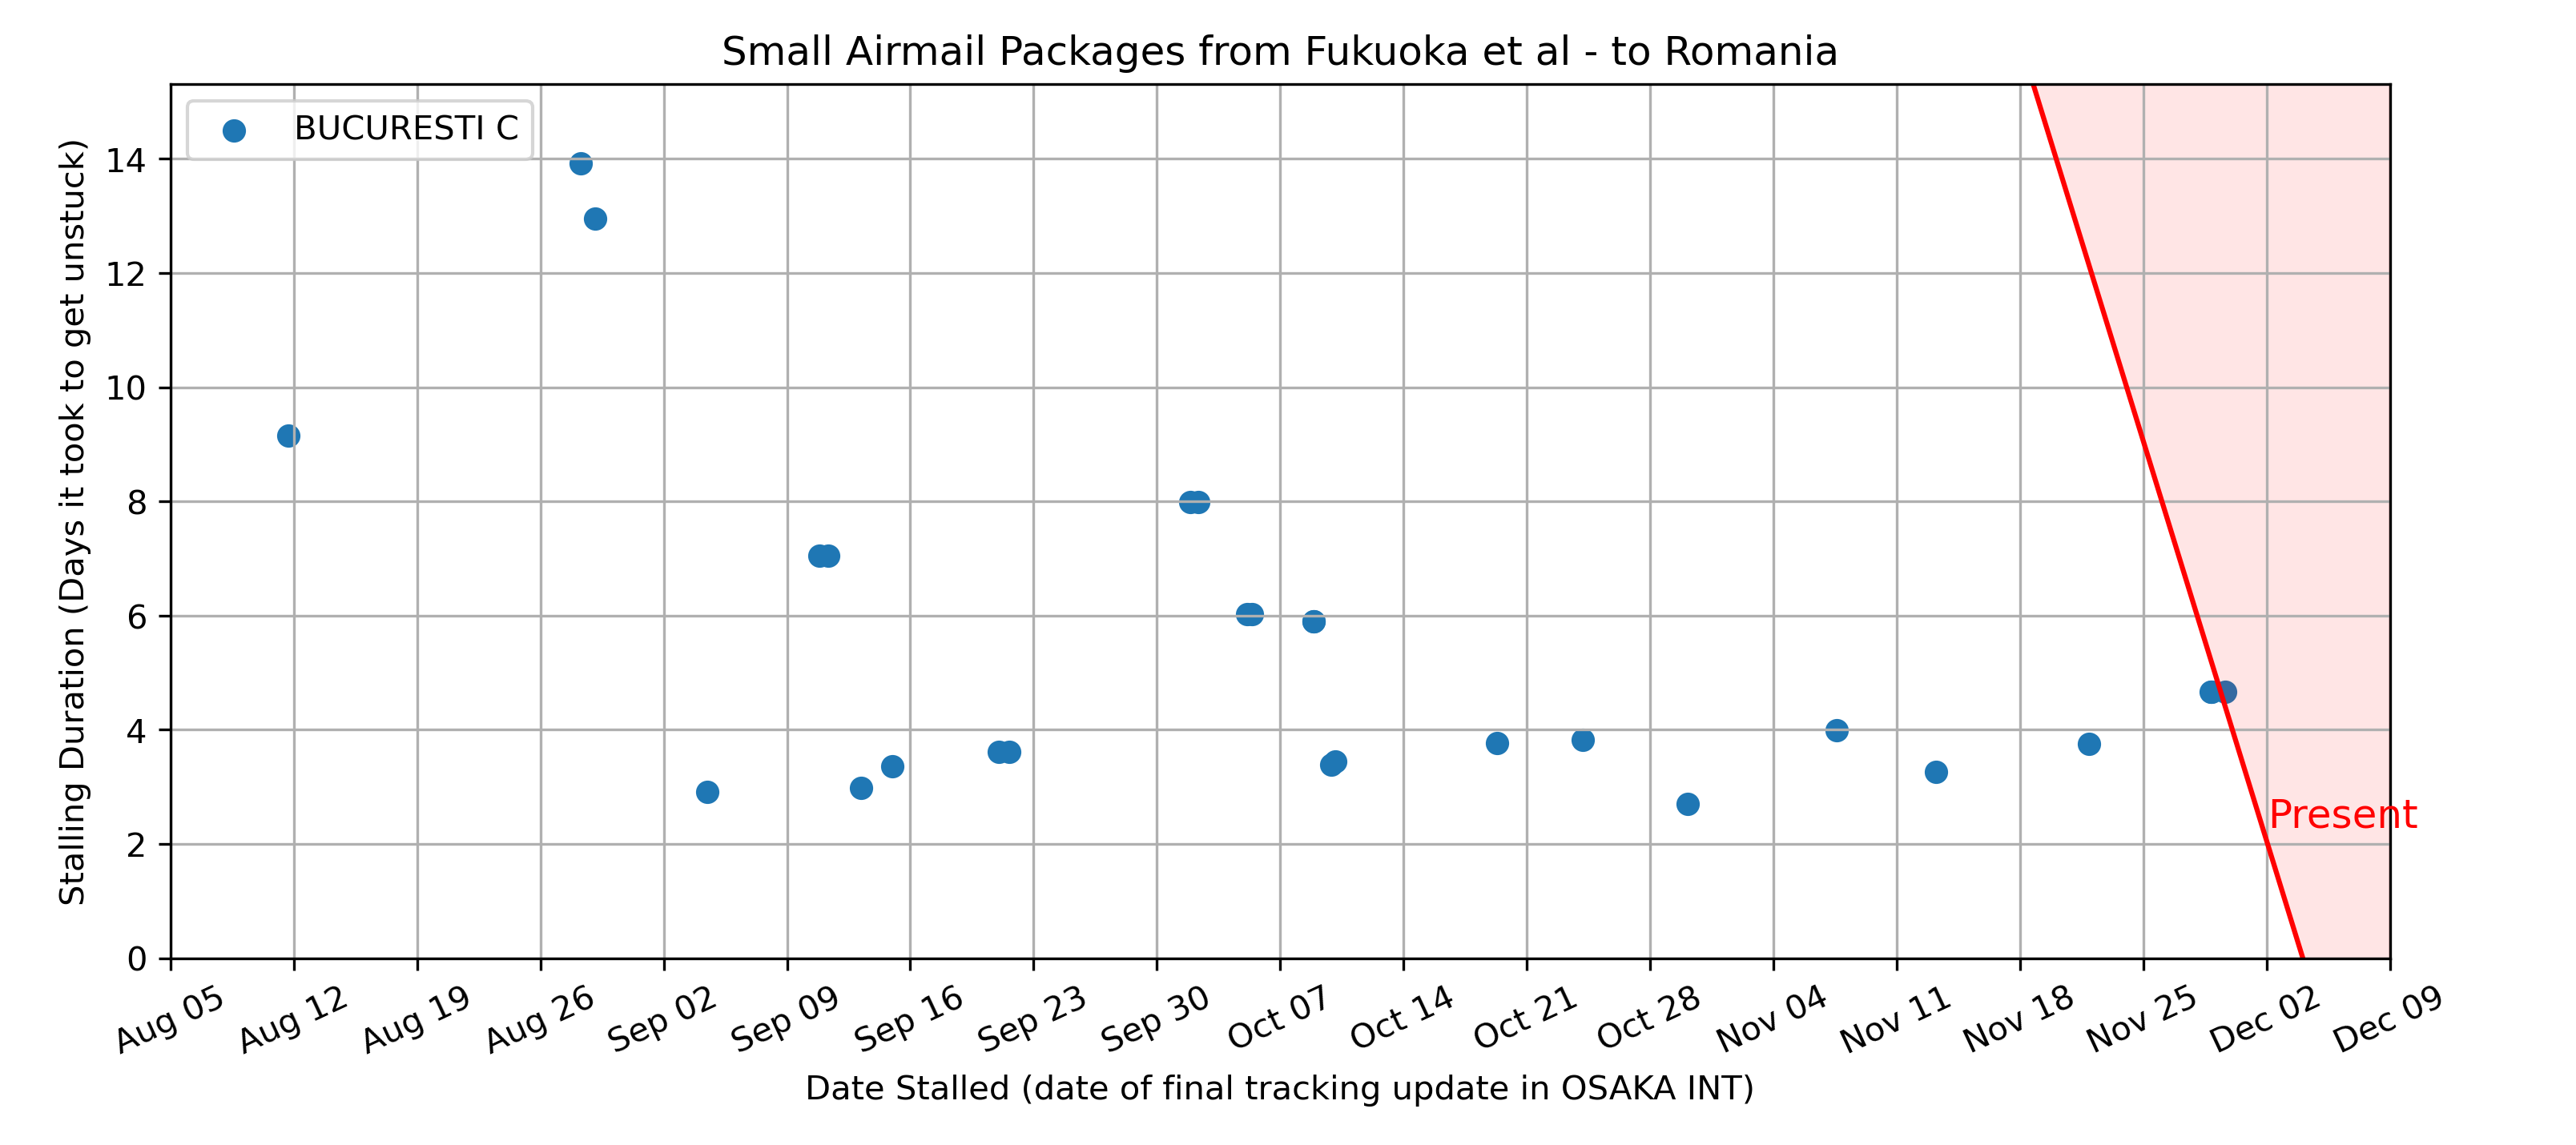 Small Airmail Packages from Fukuoka et al - to Romania
BUCURESTI C
Stalling Duration (Days it took to get unstuck)
14
12
10
8
6
4
2
0
Present
Aug 05
Aug 12
Aug 19
Aug 26
Sep 02
Sep 09
Sep 16
Sep 23
Sep 30
Oct 07
Oct 14
Oct 21
Oct 28
Nov 04
Nov 11
Nov 18
Nov 25
Dec 02
Dec 09
Date Stalled (date of final tracking update in OSAKA INT)